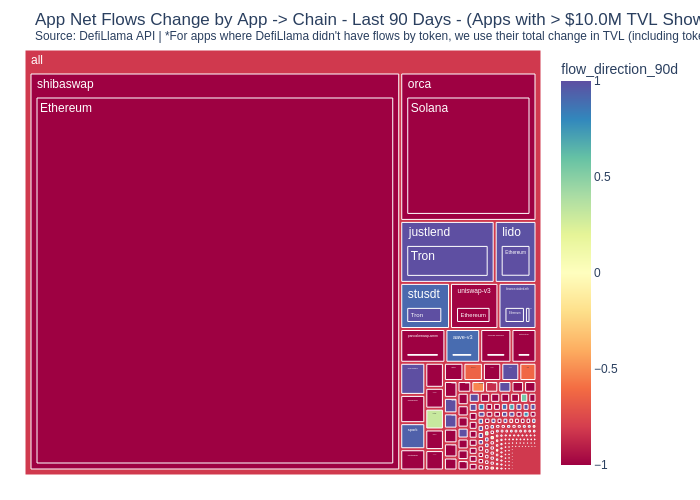 App Net Flows Change by App -> Chain - Last 90 Days - (Apps with > $10.0M TVL Show
Source: DefiLlama API | *For apps where DefiLlama didn't have flows by token, we use their total change in TVL (including toke
all
shibaswap
Ethereum
orca
Solana
justlend
Tron
lido
Ethereum
stusdt
Tron
uniswap-v3
Ethereum
aave-v3
spark
flow_direction_90d
1
0.5
0
−0.5
−1